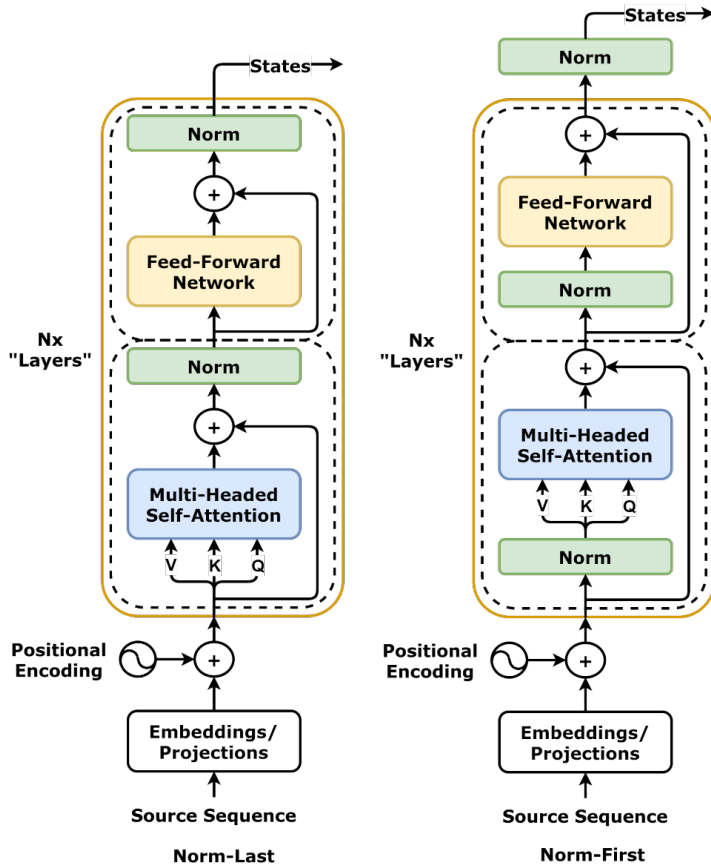 States
Norm
+
Feed-Forward
Network
Nx
"Layers"
Norm
+
Multi-Headed
Self-Attention
V
K
Q
Positional
Encoding
+
Embeddings/
Projections
Source Sequence
Norm-Last
States
Norm
+
Feed-Forward
Network
Norm
Nx
"Layers"
+
Multi-Headed
Self-Attention
V
K
Q
Norm
Positional
Encoding
+
Embeddings/
Projections
Source Sequence
Norm-First